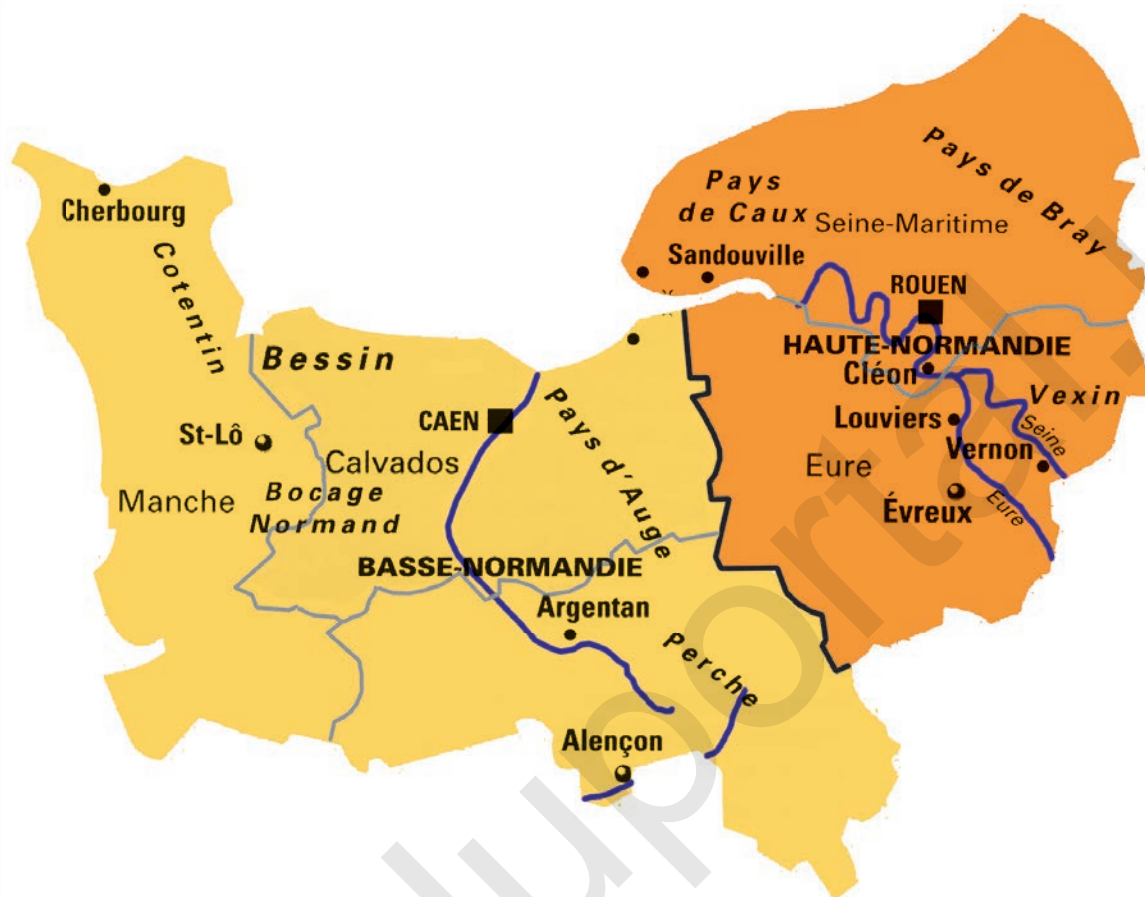 Cherbourg
Cotentin
Bessin
St-Lô
Manche
CAEN
Calvados
Bocage
Normand
Pays d'Auge
BASSE-NORMANDIE
Argentan
Perche
Alençon
Pays
de Caux
Pays de Bray
Seine-Maritime
Sandouville
ROUEN
HAUTE-NORMANDIE
Cléon
Vexin
Louviers
Seine
Vernon
Eure
Évreux
Eure